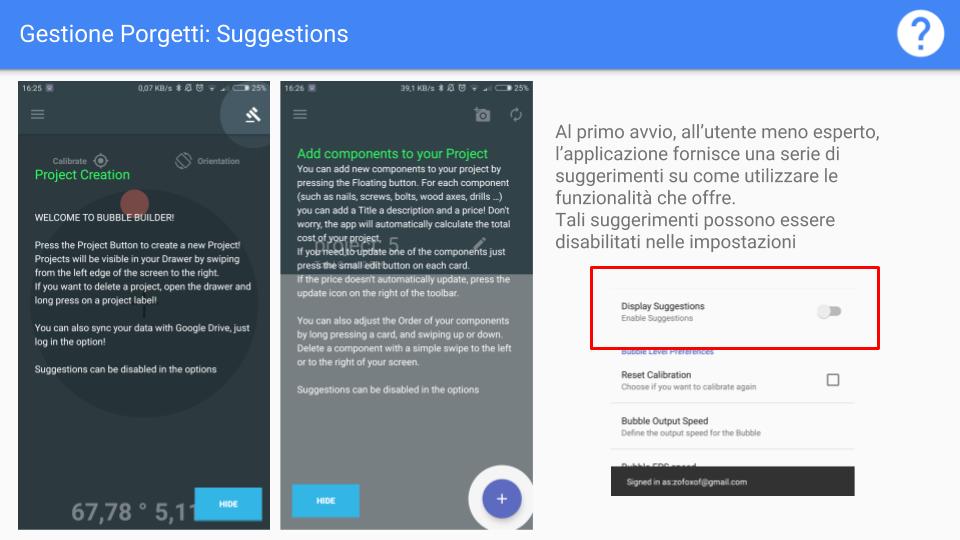 Gestione Porgetti: Suggestions
?
16:25
0,07 KB/s
25%
Calibrate
Orientation
Project Creation
WELCOME TO BUBBLE BUILDER!
Press the Project Button to create a new Project!
Projects will be visible in your Drawer by swiping
from the left edge of the screen to the right.
If you want to delete a project, open the drawer and
long press on a project label!
You can also sync your data with Google Drive, just
log in the option!
Suggestions can be disabled in the options
67,78 ° 5,11
HIDE
16:26
39,1 KB/s
25%
Add components to your Project
You can add new components to your project by
pressing the Floating button. For each component
(such as nails, screws, bolts, wood axes, drills ...)
you can add a Title a description and a price! Don't
worry, the app will automatically calculate the total
cost of your project.
project 5
If you need to update one of the components just
press the small edit button on each card.
If the price doesn't automatically update, press the
update icon on the right of the toolbar.
You can also adjust the Order of your components
by long pressing a card, and swiping up or down.
Delete a component with a simple swipe to the left
or to the right of your screen.
Suggestions can be disabled in the options
HIDE
+
Al primo avvio, all'utente meno esperto,
l'applicazione fornisce una serie di
suggerimenti su come utilizzare le
funzionalità che offre.
Tali suggerimenti possono essere
disabilitati nelle impostazioni
Display Suggestions
Enable Suggestions
Bubble Level Preferences
Reset Calibration
Choose if you want to calibrate again
Bubble Output Speed
Define the output speed for the Bubble
Bubble FPS speed
Signed in as:zofoxof@gmail.com